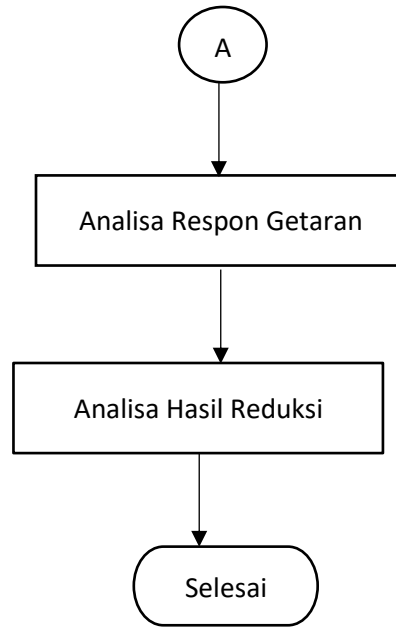 A
Analisa Respon Getaran
Analisa Hasil Reduksi
Selesai